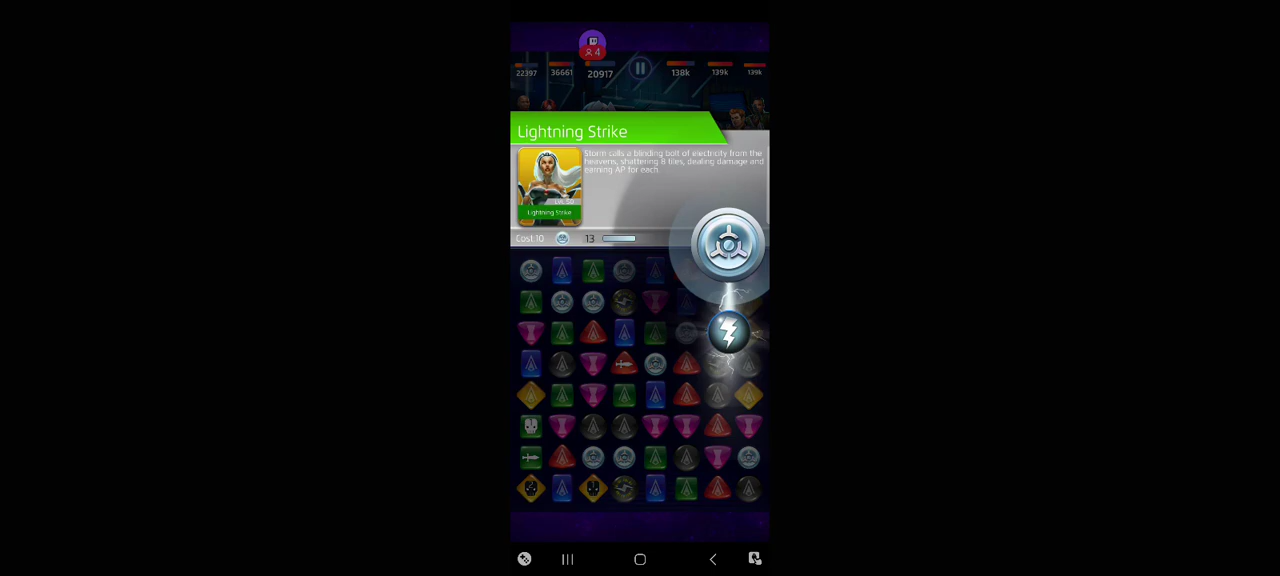 4
22397 36661 20917 138k 139k 139k
Lightning Strike
Storm calls a blinding bolt of electricity from the
heavens, shattering 8 tiles, dealing damage and
earning AP for each.
Lightning Strike
Cost:10 13